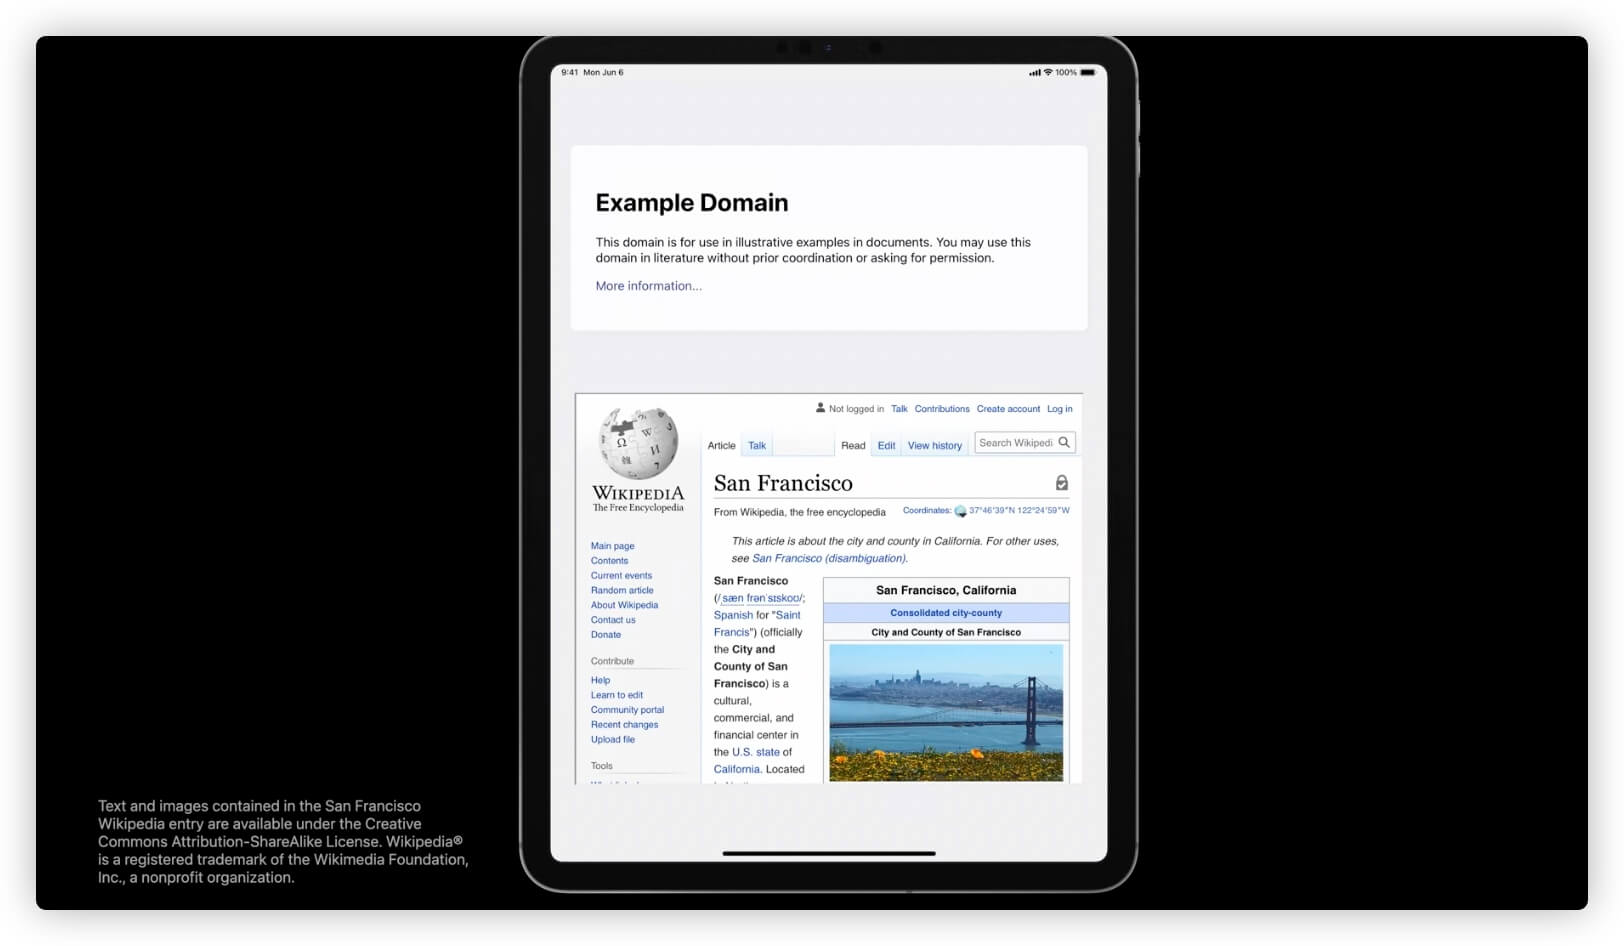 9:41 Mon Jun 6
100%
Example Domain
This domain is for use in illustrative examples in documents. You may use this
domain in literature without prior coordination or asking for permission.
More information...
Not logged in Talk Contributions Create account Log in
Article Talk Read Edit View history Search Wikipedi
Ω W И
WIKIPEDIA
The Free Encyclopedia
San Francisco
From Wikipedia, the free encyclopedia
Coordinates: 37°46′39″N 122°24′59″W
This article is about the city and county in California. For other uses,
see San Francisco (disambiguation).
Main page
Contents
Current events
Random article
About Wikipedia
Contact us
Donate
Contribute
Help
Learn to edit
Community portal
Recent changes
Upload file
Tools
San Francisco
(/ˌsæn frənˈsɪskoʊ/;
Spanish for "Saint
Francis") (officially
the City and
County of San
Francisco) is a
cultural,
commercial, and
financial center in
the U.S. state of
California. Located
San Francisco, California
Consolidated city-county
City and County of San Francisco
Text and images contained in the San Francisco
Wikipedia entry are available under the Creative
Commons Attribution-ShareAlike License. Wikipedia®
is a registered trademark of the Wikimedia Foundation,
Inc., a nonprofit organization.